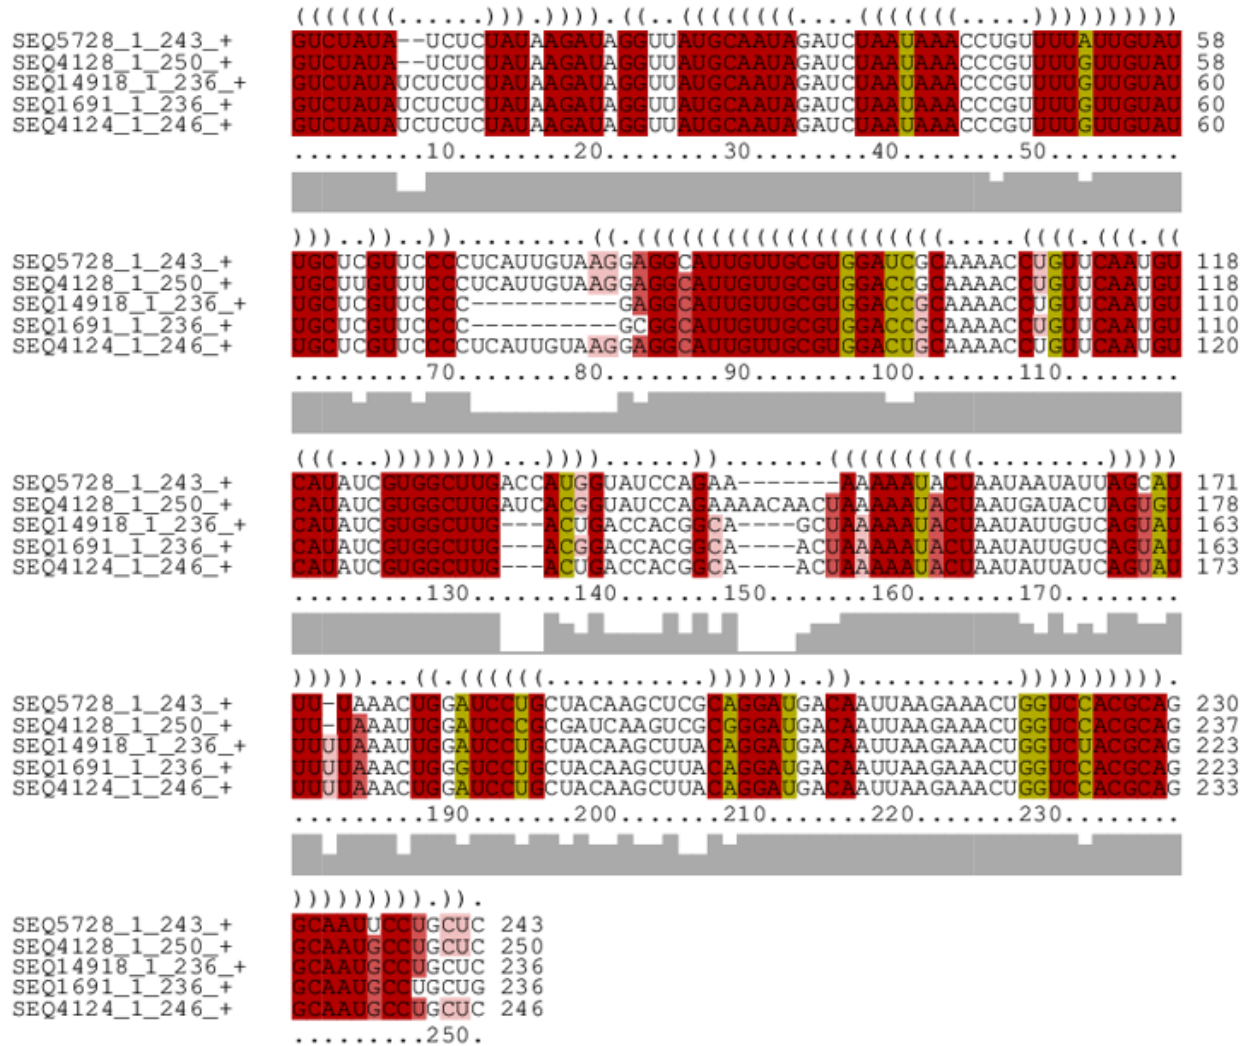 (((((((......))).)))).((..((((((((....(((((((.....))))))))))
SEQ5728_1_243_+ GUCUAUA--UCUCUAUAAGAUAGGUUAUGCAAUAGAUCUAAUAAACCUGUUUUAUUGUAU 58
SEQ4128_1_250_+ GUCUAUA--UCUCUAUAAGAUAGGUUAUGCAAUAGAUCUAAUAAACCCGUUUUGUUGUAU 58
SEQ14918_1_236_+ GUCUAUAUCUCUCUAUAAGAUAGGUUAUGCAAUAGAUCUAAUAAACCCGUUUUGUUGUAU 60
SEQ1691_1_236_+ GUCUAUAUCUCUCUAUAAGAUAGGUUAUGCAAUAGAUCUAAUAAACCCGUUUUGUUGUAU 60
SEQ4124_1_246_+ GUCUAUAUCUCUCUAUAAGAUAGGUUAUGCAAUAGAUCUAAUAAACCCGUUUUGUUGUAU 60
.........10........20........30........40........50.........
)))..))..)).........((.(((((((((((((((((((((.....((((.(((.((
SEQ5728_1_243_+ UGCUCGUUCCCCUCAUUGUAAGGAGGCAUUGUUGCGUGGAUCGCAAAACCUGUUCAAUGU 118
SEQ4128_1_250_+ UGCUUGUUUCCCUCAUUGUAAGGAGGCAUUGUUGCGUGGACCGCAAAACCUGUUCAAUGU 118
SEQ14918_1_236_+ UGCUCGUUCCCC----------GAGGCAUUGUUGCGUGGACCGCAAAACCUGUUCAAUGU 110
SEQ1691_1_236_+ UGCUCGUUCCCC----------GCGGCAUUGUUGCGUGGACCGCAAAACCUGUUCAAUGU 110
SEQ4124_1_246_+ UGCUCGUUCCCCUCAUUGUAAGGAGGCAUUGUUGCGUGGACUGCAAAACCUGUUCAAUGU 120
.........70........80........90........100.......110........
(((...))))))))...))))......)).......((((((((((.........)))))
SEQ5728_1_243_+ CAUAUCGUGGCUUGACCAUGGUAUCCAGAA-------AAAAAUACUAAUAAUAUUAGCAU 171
SEQ4128_1_250_+ CAUAUCGUGGCUUGAUCACGGUAUCCAGAAAACAACUAAAAAUACUAAUGAUACUAGUGU 178
SEQ14918_1_236_+ CAUAUCGUGGCUUG---ACUGACCACGGCA----GCUAAAAAUACUAAUAUUGUCAGUAU 163
SEQ1691_1_236_+ CAUAUCGUGGCUUG---ACGGACCACGGCA----ACUAAAAAUACUAAUAUUGUCAGUAU 163
SEQ4124_1_246_+ CAUAUCGUGGCUUG---ACUGACCACGGCA----ACUAAAAAUACUAAUAUUAUCAGUAU 173
.........130.......140.......150.......160.......170........
)))))...((.((((((...........))))))..))...........)))))))))).
SEQ5728_1_243_+ UU-UAAACUGGAUCCUGCUACAAGCUCGCAGGAUGACAAUUAAGAAACUGGUCCACGCAG 230
SEQ4128_1_250_+ UU-UAAAUUGGAUCCCGCGAUCAAGUCGCGGGAUGACAAUUAAGAAACUGGUCCACGCAG 237
SEQ14918_1_236_+ UUUUAAAUUGGAUCCUGCUACAAGCUUACAGGAUGACAAUUAAGAAACUGGUCUACGCAG 223
SEQ1691_1_236_+ UUUUAAACUGGGUCCUGCUACAAGCUUACAGGAUGACAAUUAAGAAACUGGUCCACGCAG 223
SEQ4124_1_246_+ UUUUAAACUGGAUCCUGCUACAAGCUUACAGGAUGACAAUUAAGAAACUGGUCCACGCAG 233
.........190.......200.......210.......220.......230........
))))))))).)).
SEQ5728_1_243_+ GCAAUUCCUGCUC 243
SEQ4128_1_250_+ GCAAUGCCUGCUC 250
SEQ14918_1_236_+ GCAAUGCCUGCUC 236
SEQ1691_1_236_+ GCAAUGCCUGCUG 236
SEQ4124_1_246_+ GCAAUGCCUGCUC 246
.........250.